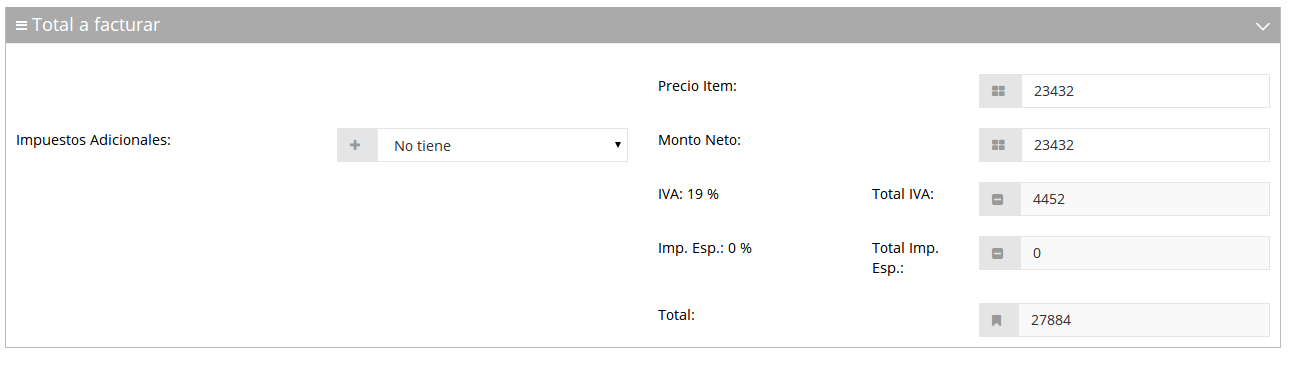 Total a facturar
Precio Item:
23432
Impuestos Adicionales:
No tiene
Monto Neto:
23432
IVA: 19 %
Total IVA:
4452
Imp. Esp.: 0 %
Total Imp.
Esp.:
0
Total:
27884